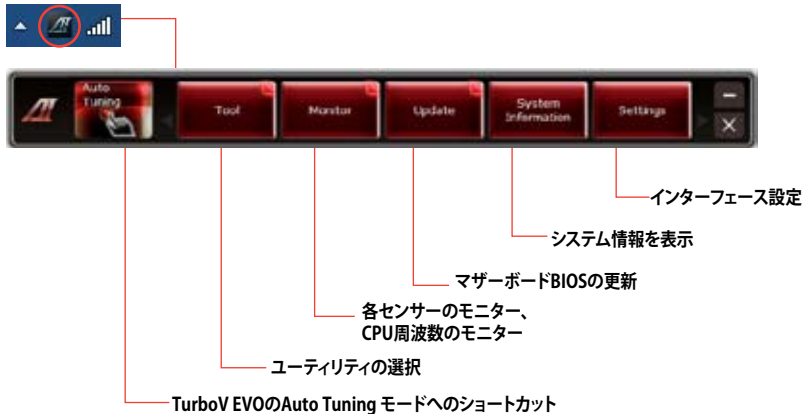 Auto
Tuning
Tool
Monitor
Update
System
Information
Settings
インターフェース設定
システム情報を表示
マザーボードBIOSの更新
各センサーのモニター、
CPU周波数のモニター
ユーティリティの選択
TurboV EVOのAuto Tuning モードへのショートカット